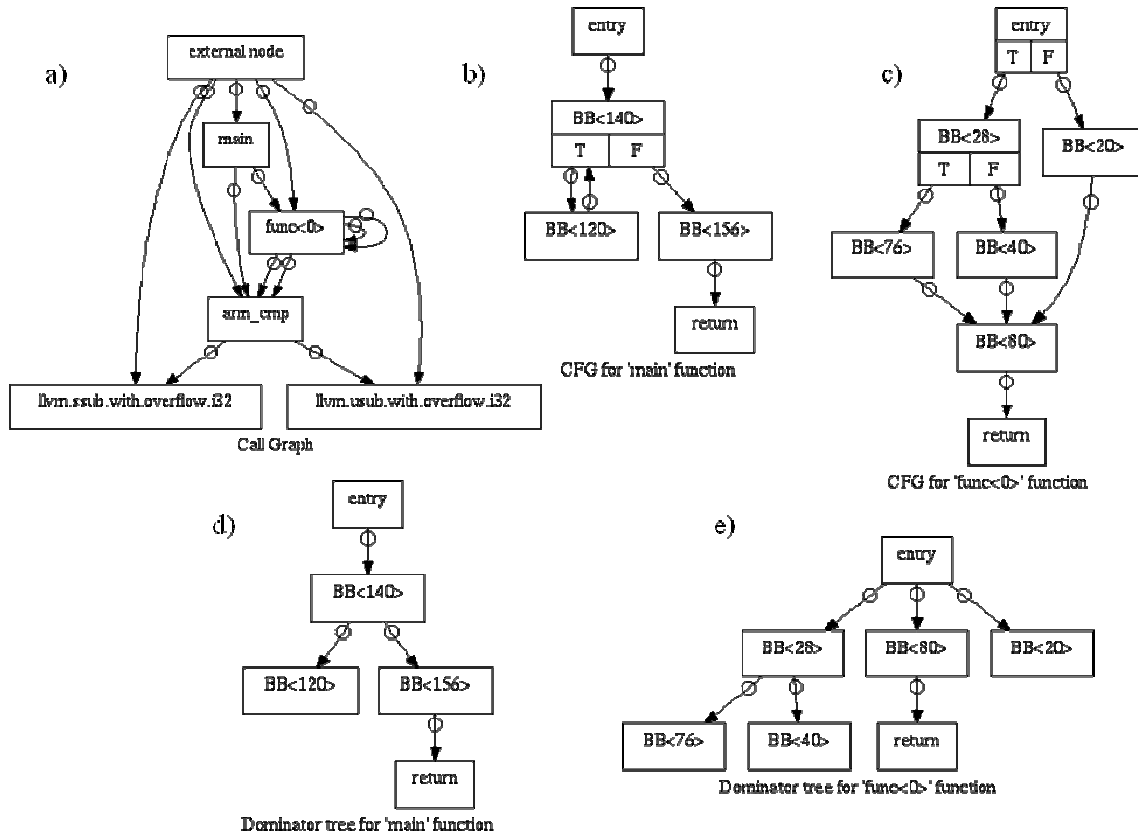 a)
external node
main
func<0>
arm_cmp
llvm.ssub.with.overflow.i32
llvm.usub.with.overflow.i32
Call Graph
b)
entry
BB<140>
T F
BB<120>
BB<156>
return
CFG for 'main' function
c)
entry
T F
BB<28>
T F
BB<20>
BB<76>
BB<40>
BB<80>
return
CFG for 'func<0>' function
d)
entry
BB<140>
BB<120>
BB<156>
return
Dominator tree for 'main' function
e)
entry
BB<28>
BB<80>
BB<20>
BB<76>
BB<40>
return
Dominator tree for 'func<0>' function